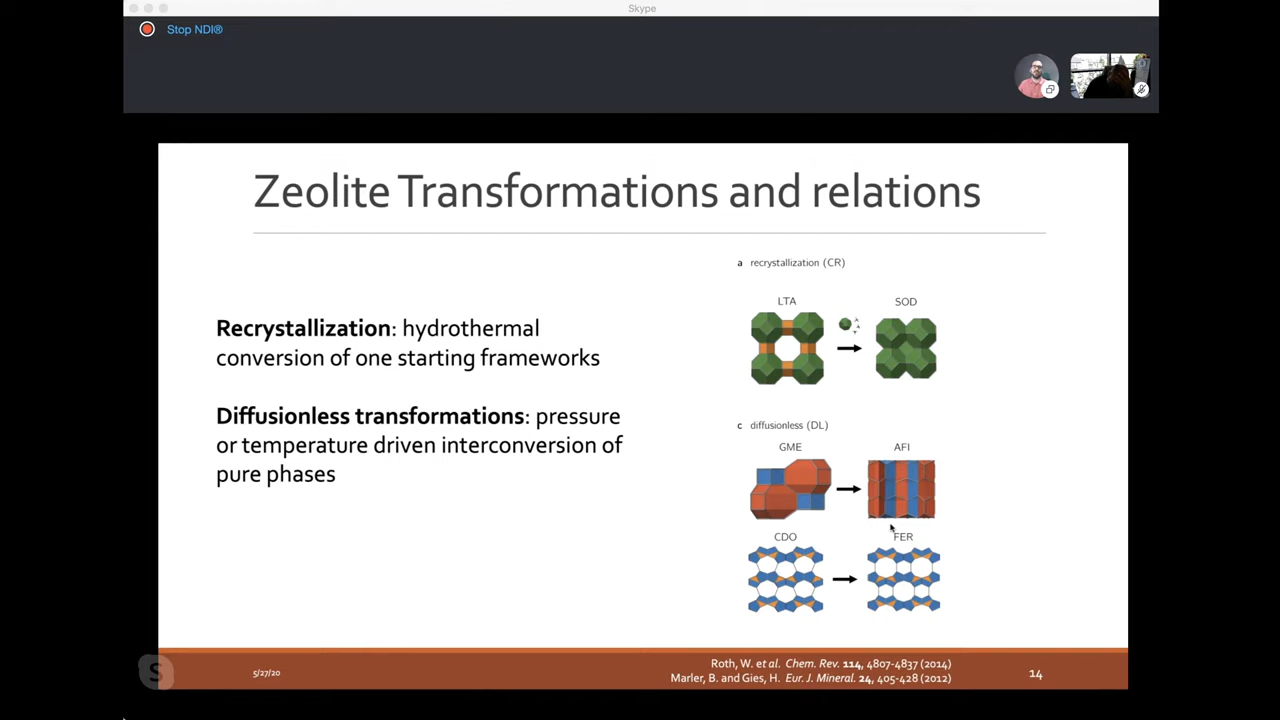 Skype
Stop NDI®
Zeolite Transformations and relations
a recrystallization (CR)
LTA
SOD
Recrystallization: hydrothermal
conversion of one starting frameworks
Diffusionless transformations: pressure
or temperature driven interconversion of
pure phases
c diffusionless (DL)
GME
AFI
CDO
FER
S
5/27/20
Roth, W. et al. Chem. Rev. 114, 4807-4837 (2014)
Marler, B. and Gies, H. Eur. J. Mineral. 24, 405-428 (2012)
14